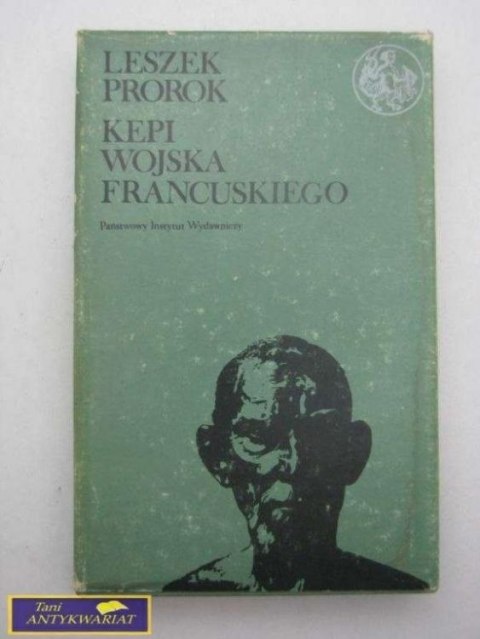 LESZEK
PROROK
KEPI
WOJSKA
FRANCUSKIEGO
Państwowy Instytut Wydawniczy
Tani
ANTYKWARIAT